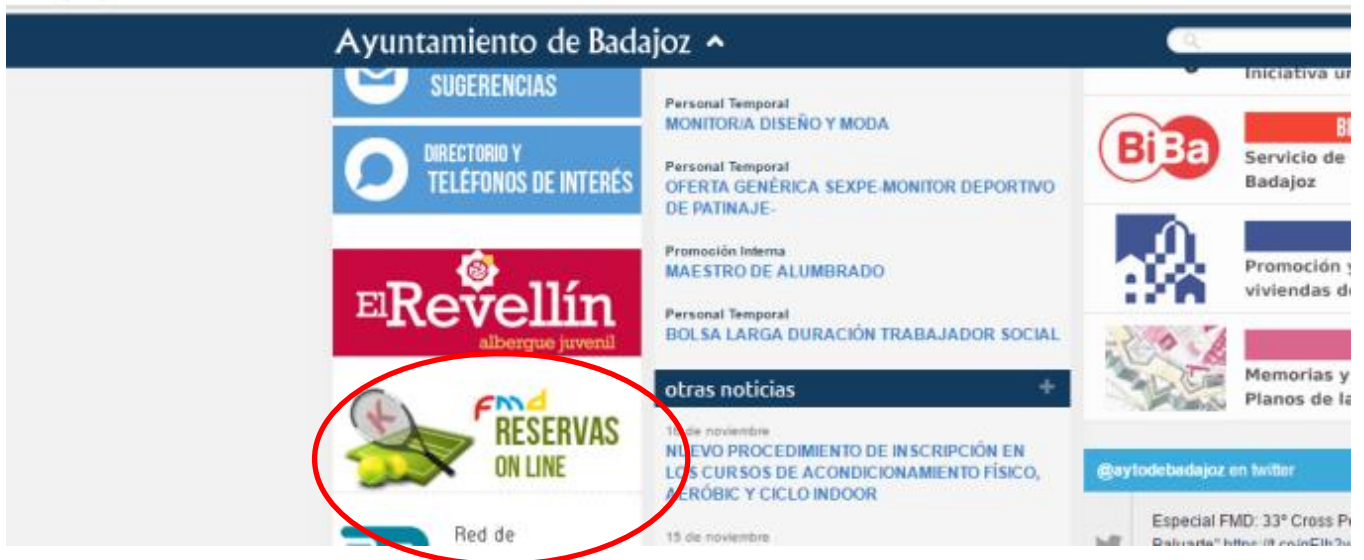 Ayuntamiento de Badajoz
SUGERENCIAS
DIRECTORIO Y
TELÉFONOS DE INTERÉS
El Revellín
albergue juvenil
fmd
RESERVAS
ON LINE
Red de
Personal Temporal
MONITOR/A DISEÑO Y MODA
Personal Temporal
OFERTA GENÉRICA SEXPE-MONITOR DEPORTIVO
DE PATINAJE-
Promoción Interna
MAESTRO DE ALUMBRADO
Personal Temporal
BOLSA LARGA DURACIÓN TRABAJADOR SOCIAL
otras noticias
de noviembre
NUEVO PROCEDIMIENTO DE INSCRIPCIÓN EN
LOS CURSOS DE ACONDICIONAMIENTO FÍSICO,
AERÓBIC Y CICLO INDOOR
15 de noviembre
Iniciativa
BiBa
Servicio de
Badajoz
Promoción y
viviendas
Memorias y
Planos de
@aytodebadajoz en twitter
Especial FMD: 33º Cross